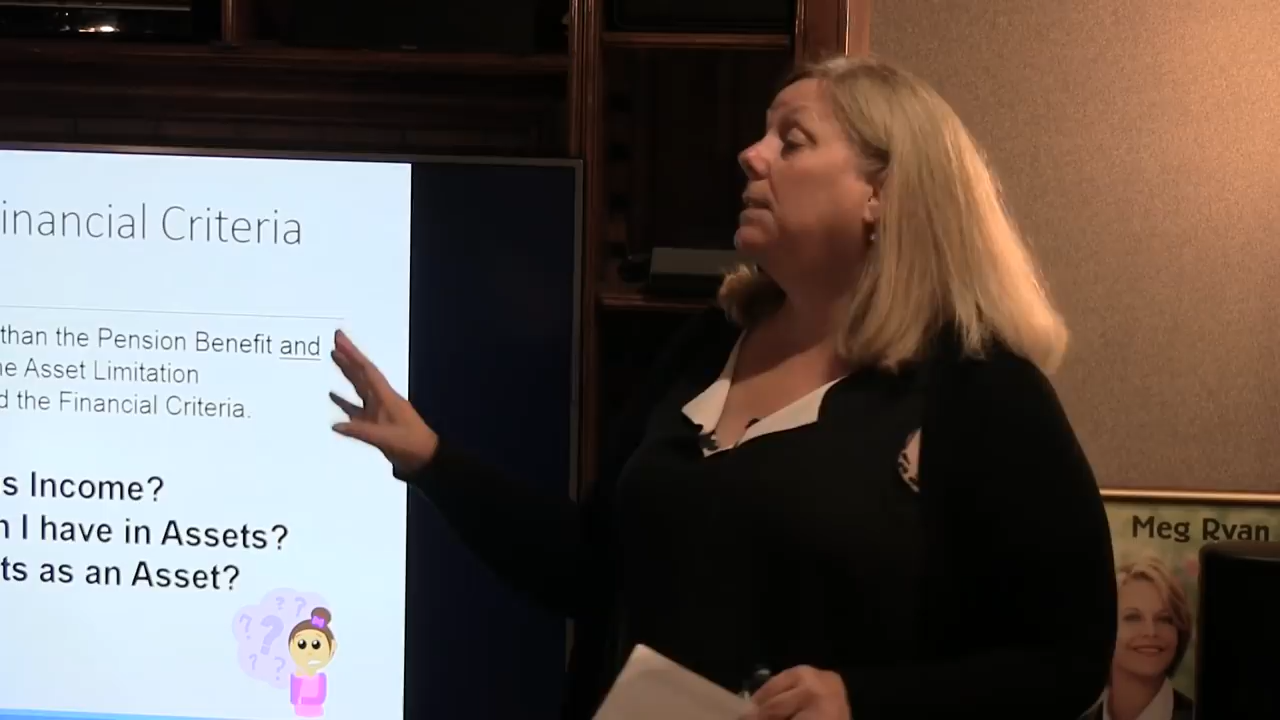 inancial Criteria
than the Pension Benefit and
e Asset Limitation
d the Financial Criteria.
s Income?
I have in Assets?
ts as an Asset?
Meg Ryan